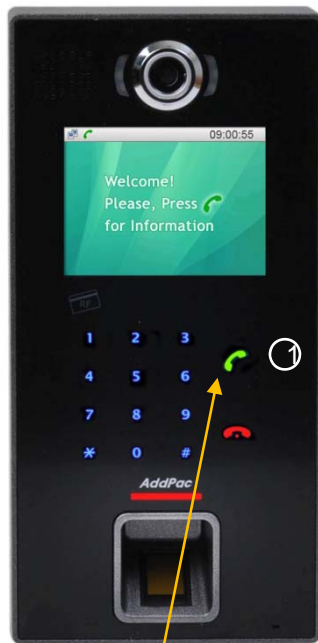 09:00:55
Welcome!
Please, Press
for Information
RF
1 2 3
1
4 5 6
7 8 9
* 0 #
AddPac